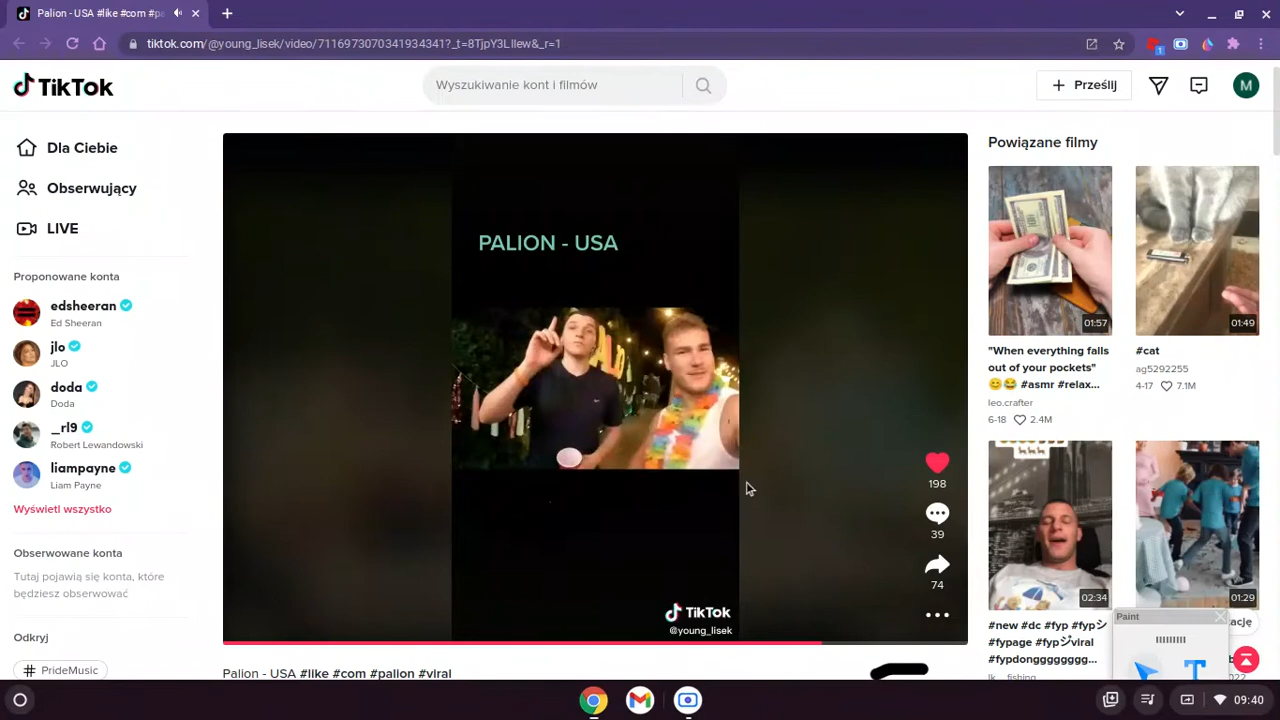 Palion - USA #like #com #pa
tiktok.com/@young_lisek/video/7116973070341934341?_t=8TjpY3LIlew&_r=1
1
TikTok
Wyszukiwanie kont i filmów
Prześlij
M
Dla Ciebie
Obserwujący
LIVE
Proponowane konta
edsheeran
Ed Sheeran
jlo
JLO
doda
Doda
_rl9
Robert Lewandowski
liampayne
Liam Payne
Wyświetl wszystko
Obserwowane konta
Tutaj pojawią się konta, które
będziesz obserwować
Odkryj
# PrideMusic
PALION - USA
198
39
74
TikTok
@young_lisek
Palion - USA #like #com #palion #viral
Powiązane filmy
01:57
"When everything falls
out of your pockets"
😊😂 #asmr #relax...
leo.crafter
6-18 2.4M
01:49
#cat
ag5292255
4-17 7.1M
02:34
#new #dc #fyp #fypシ
#fypage #fypジviral
#fypdongggggggg...
01:29
Paint
T
09:40